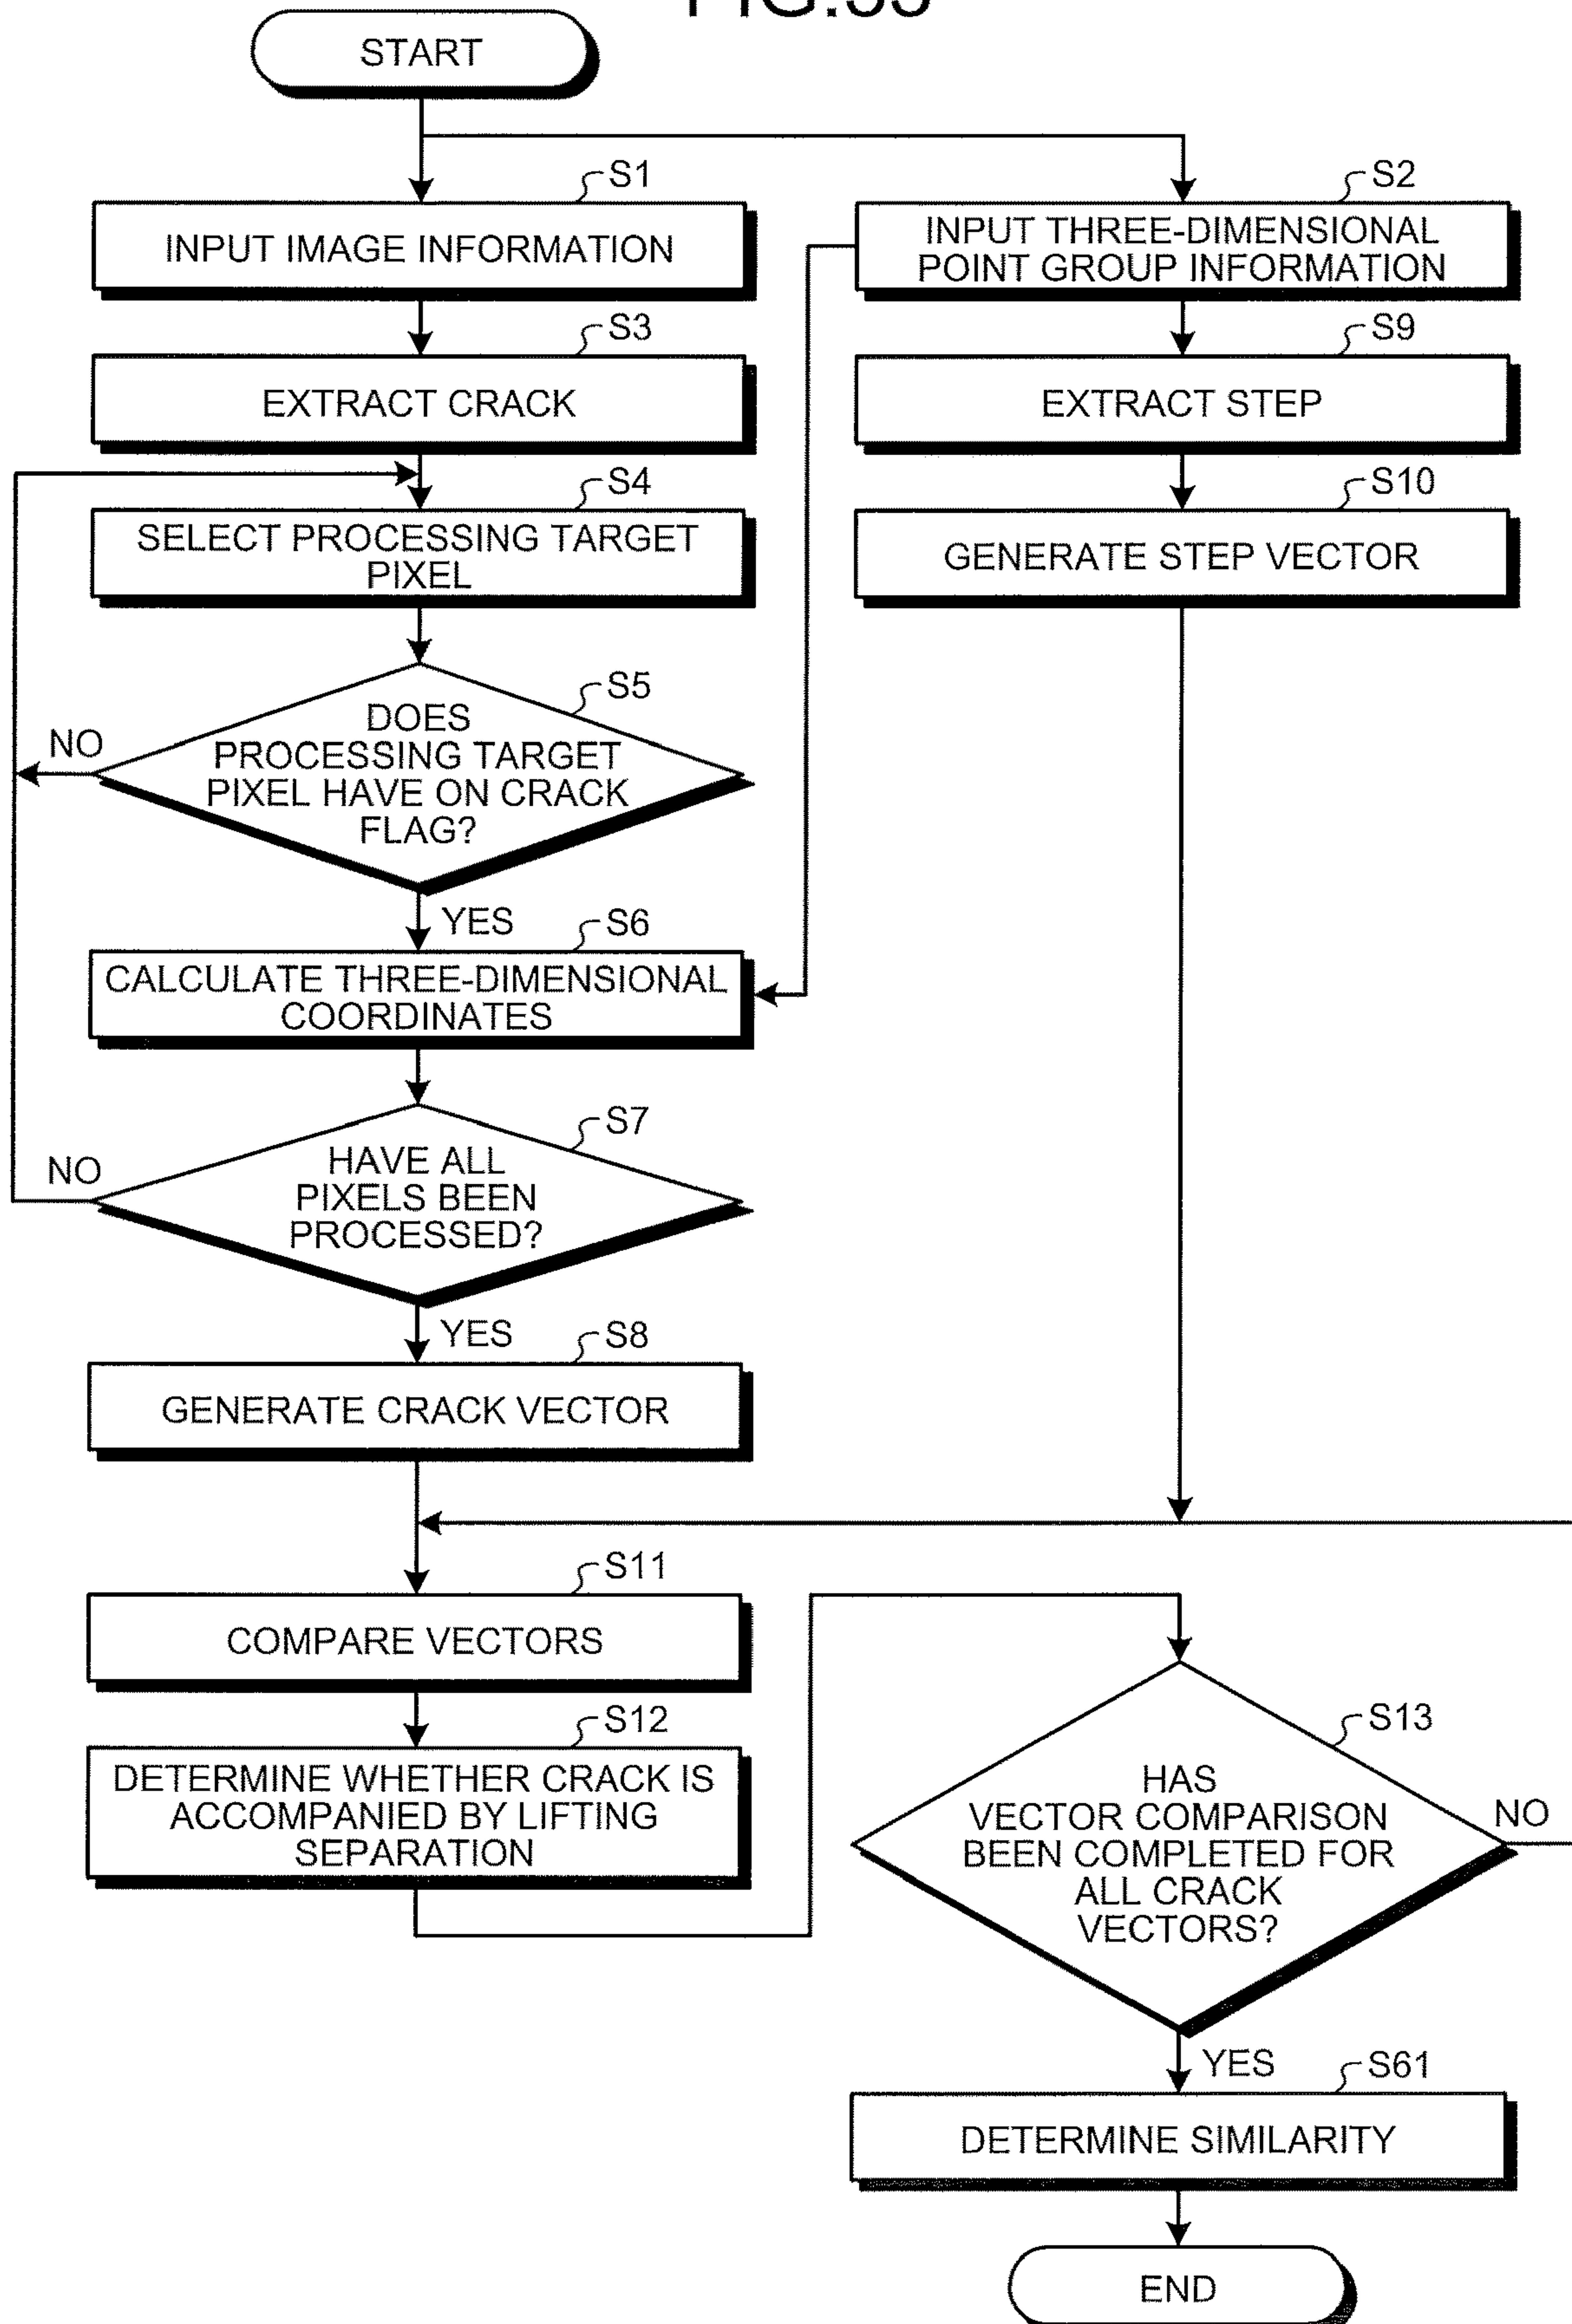 START
S1
INPUT IMAGE INFORMATION
S2
INPUT THREE-DIMENSIONAL
POINT GROUP INFORMATION
S3
EXTRACT CRACK
S9
EXTRACT STEP
S4
SELECT PROCESSING TARGET
PIXEL
S10
GENERATE STEP VECTOR
S5
DOES
PROCESSING TARGET
PIXEL HAVE ON CRACK
FLAG?
NO
YES
S6
CALCULATE THREE-DIMENSIONAL
COORDINATES
S7
HAVE ALL
PIXELS BEEN
PROCESSED?
NO
YES
S8
GENERATE CRACK VECTOR
S11
COMPARE VECTORS
S12
DETERMINE WHETHER CRACK IS
ACCOMPANIED BY LIFTING
SEPARATION
S13
HAS
VECTOR COMPARISON
BEEN COMPLETED FOR
ALL CRACK
VECTORS?
NO
YES
S61
DETERMINE SIMILARITY
END